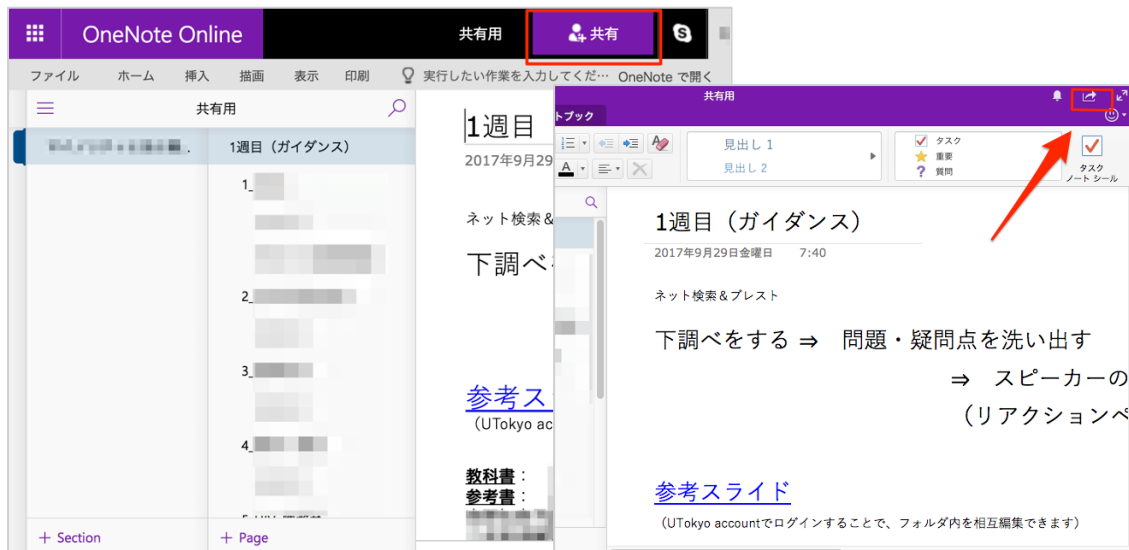 OneNote Online
共有用
共有
ファイル ホーム 挿入 描画 表示 印刷 実行したい作業を入力してくだ… OneNote で開く
共有用
1週目（ガイダンス）
1_
2_
3_
4_
+ Section
+ Page
1週目
2017年9月29
ネット検索&
下調べ
参考ス
（UTokyo ac
教科書：
参考書：
共有用
トブック
見出し 1
見出し 2
タスク
重要
質問
タスク
ノート シール
1週目（ガイダンス）
2017年9月29日金曜日 7:40
ネット検索&ブレスト
下調べをする ⇒ 問題・疑問点を洗い出す
⇒ スピーカーの
（リアクションペ
参考スライド
（UTokyo accountでログインすることで、フォルダ内を相互編集できます）